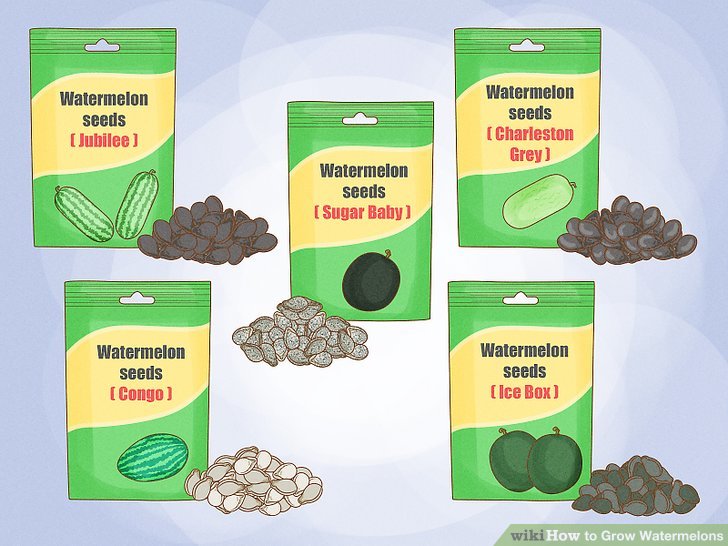 Watermelon
seeds
( Jubilee )
Watermelon
seeds
( Charleston
Grey )
Watermelon
seeds
( Sugar Baby )
Watermelon
seeds
( Congo )
Watermelon
seeds
( Ice Box )
wikiHow to Grow Watermelons